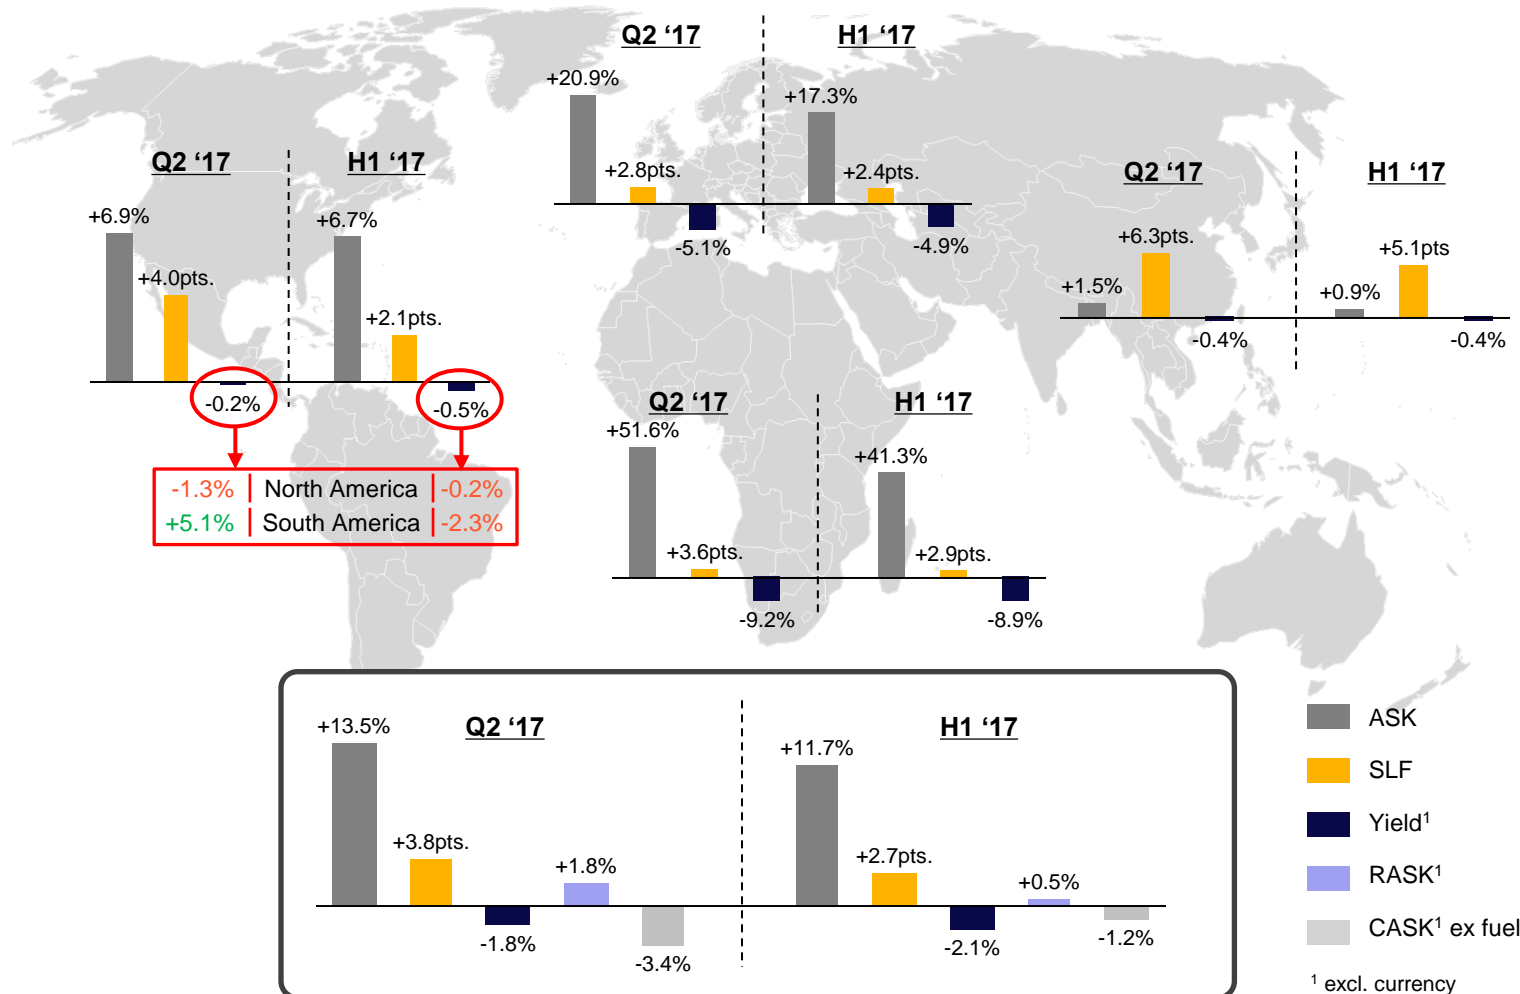 Q2 ‘17
H1 ‘17
+20.9%
+2.8pts.
-5.1%
+17.3%
+2.4pts.
-4.9%
Q2 ‘17
H1 ‘17
+6.9%
+4.0pts.
-0.2%
+6.7%
+2.1pts.
-0.5%
-1.3% | North America | -0.2%
+5.1% | South America | -2.3%
Q2 ‘17
H1 ‘17
+1.5%
+6.3pts.
-0.4%
+0.9%
+5.1pts
-0.4%
Q2 ‘17
H1 ‘17
+51.6%
+3.6pts.
-9.2%
+41.3%
+2.9pts.
-8.9%
Q2 ‘17
H1 ‘17
+13.5%
+3.8pts.
-1.8%
+1.8%
-3.4%
+11.7%
+2.7pts.
-2.1%
+0.5%
-1.2%
ASK
SLF
Yield¹
RASK¹
CASK¹ ex fuel
¹ excl. currency